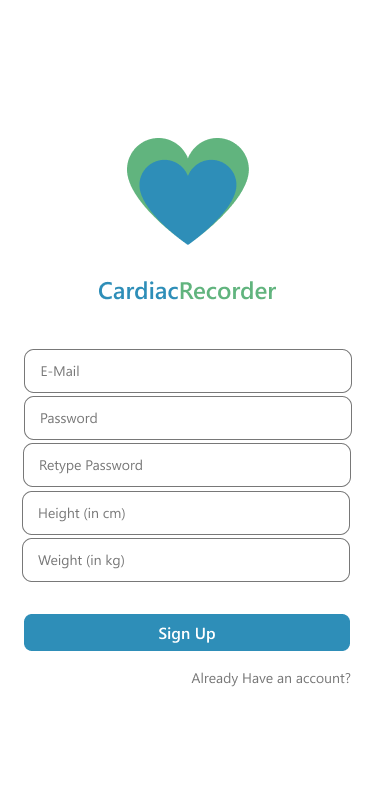 CardiacRecorder
E-Mail
Password
Retype Password
Height (in cm)
Weight (in kg)
Sign Up
Already Have an account?